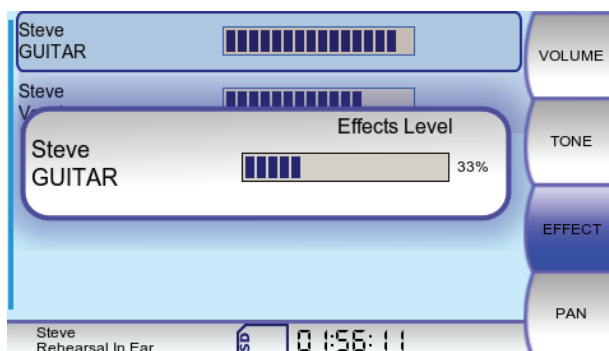 Steve
GUITAR
VOLUME
Steve
Effects Level
Steve
GUITAR
33%
TONE
EFFECT
PAN
Steve
Rehearsal In Ear
SD
01:56:11